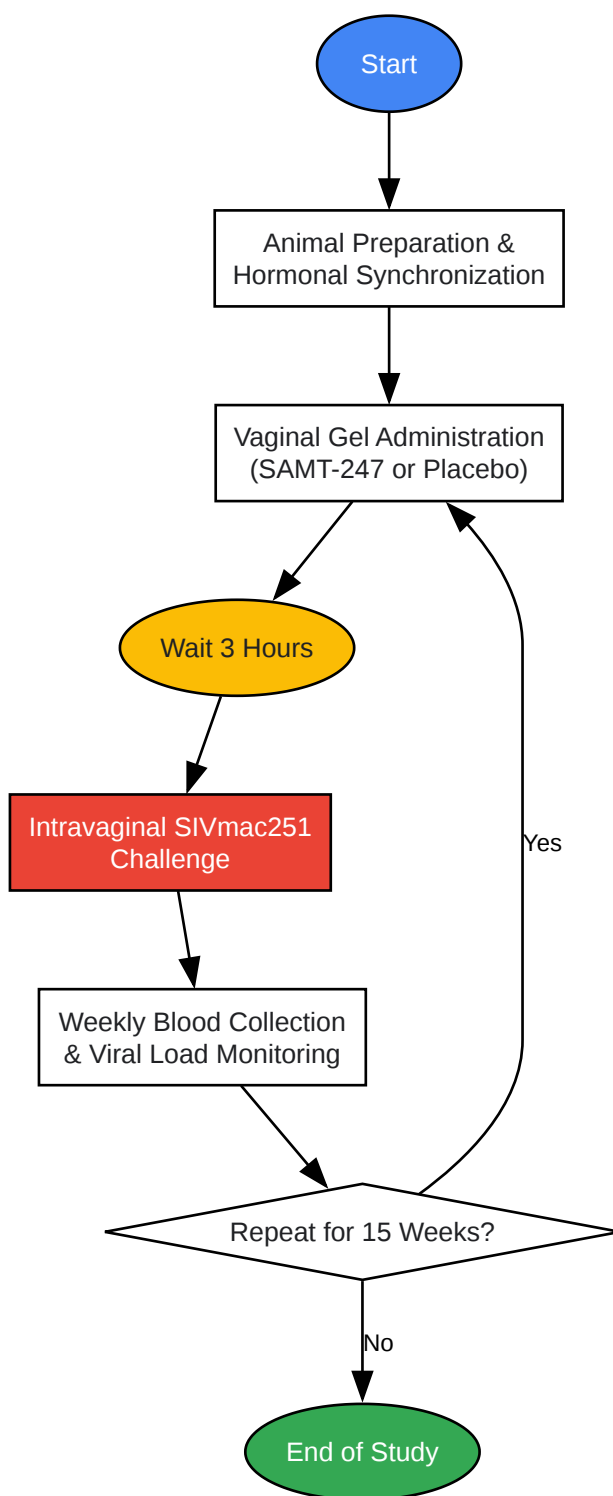 Start
Animal Preparation &
Hormonal Synchronization
Vaginal Gel Administration
(SAMT-247 or Placebo)
Wait 3 Hours
Intravaginal SIVmac251
Challenge
Yes
Weekly Blood Collection
& Viral Load Monitoring
Repeat for 15 Weeks?
No
End of Study